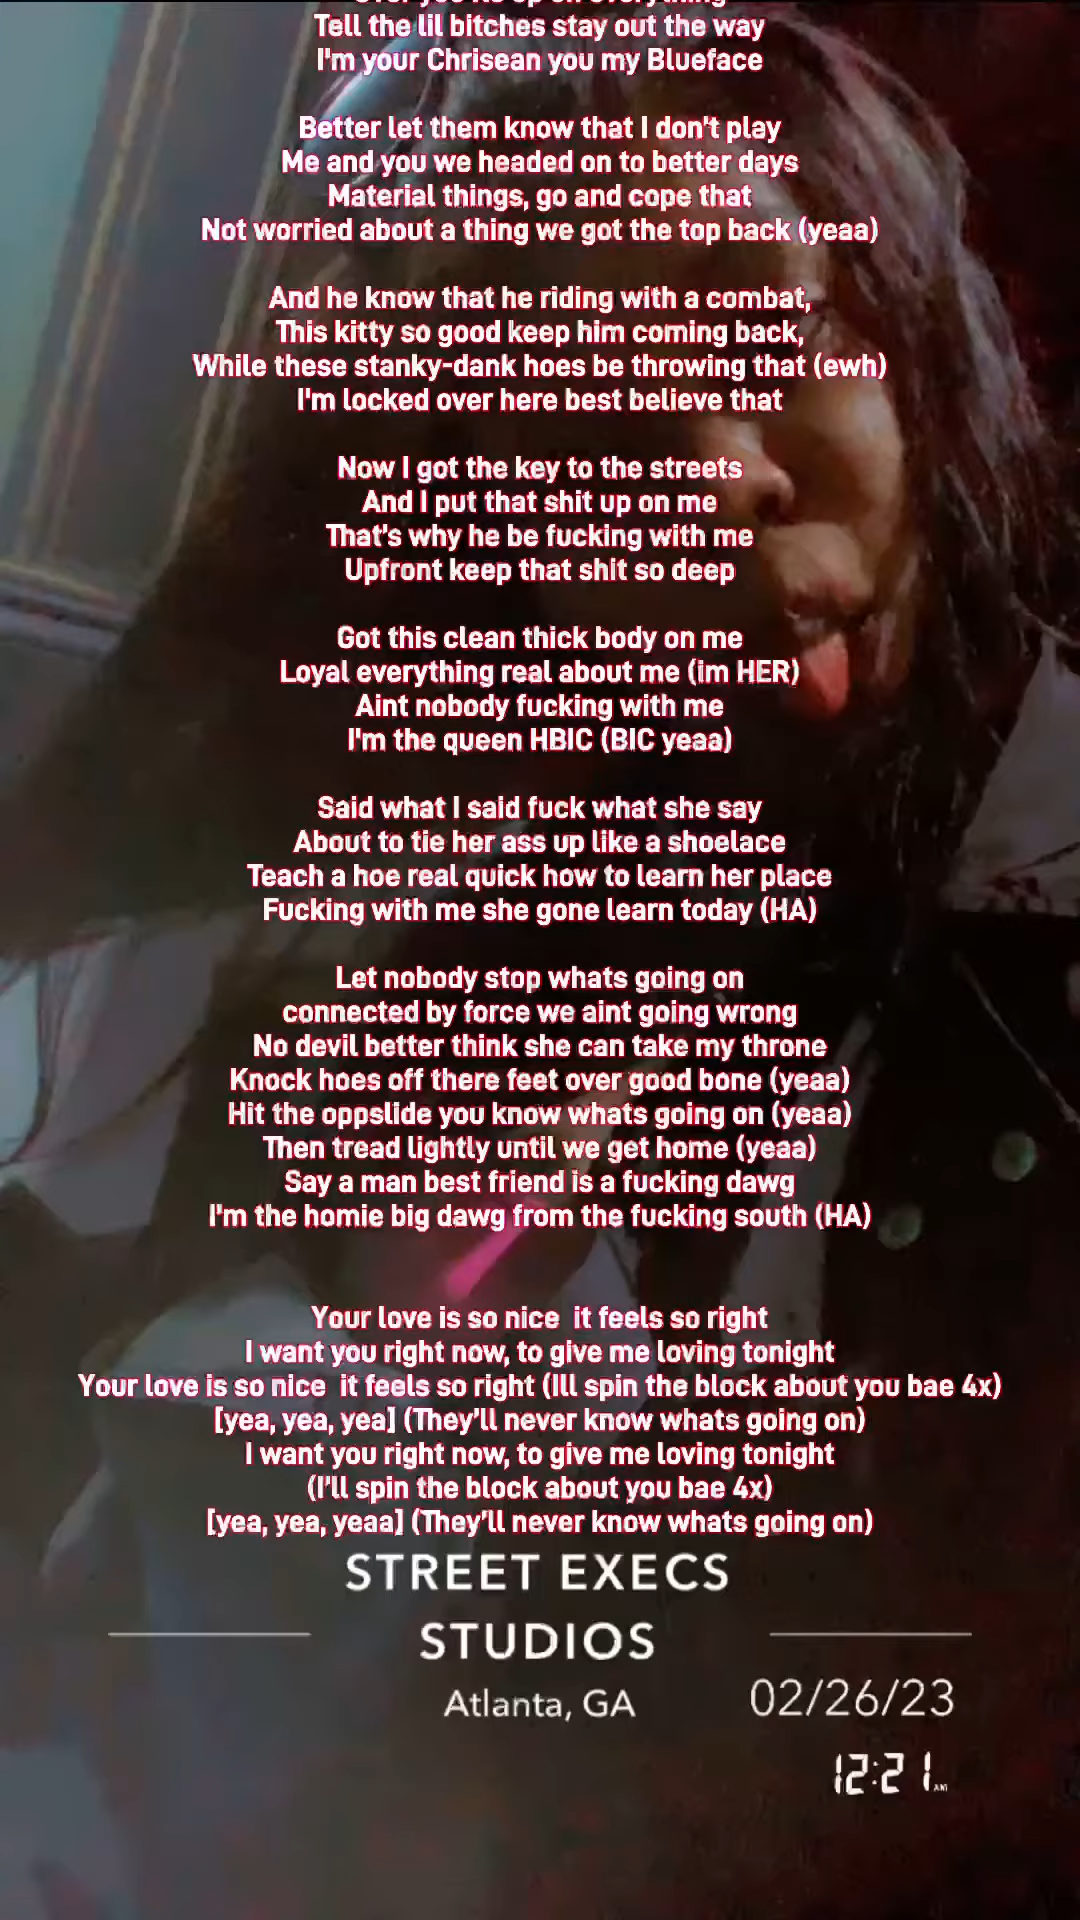 Tell the lil bitches stay out the way
I'm your Chrisean you my Blueface
Better let them know that I don't play
Me and you we headed on to better days
Material things, go and cope that
Not worried about a thing we got the top back (yeaa)
And he know that he riding with a combat,
This kitty so good keep him coming back,
While these stanky-dank hoes be throwing that (ewh)
I'm locked over here best believe that
Now I got the key to the streets
And I put that shit up on me
That's why he be fucking with me
Upfront keep that shit so deep
Got this clean thick body on me
Loyal everything real about me (im HER)
Aint nobody fucking with me
I'm the queen HBIC (BIC yeaa)
Said what I said fuck what she say
About to tie her ass up like a shoelace
Teach a hoe real quick how to learn her place
Fucking with me she gone learn today (HA)
Let nobody stop whats going on
connected by force we aint going wrong
No devil better think she can take my throne
Knock hoes off there feet over good bone (yeaa)
Hit the oppslide you know whats going on (yeaa)
Then tread lightly until we get home (yeaa)
Say a man best friend is a fucking dawg
I'm the homie big dawg from the fucking south (HA)
Your love is so nice  it feels so right
I want you right now, to give me loving tonight
Your love is so nice  it feels so right (Ill spin the block about you bae 4x)
[yea, yea, yea] (They'll never know whats going on)
I want you right now, to give me loving tonight
(I'll spin the block about you bae 4x)
[yea, yea, yeaa] (They'll never know whats going on)
STREET EXECS
STUDIOS
Atlanta, GA
02/26/23
12:21 AM